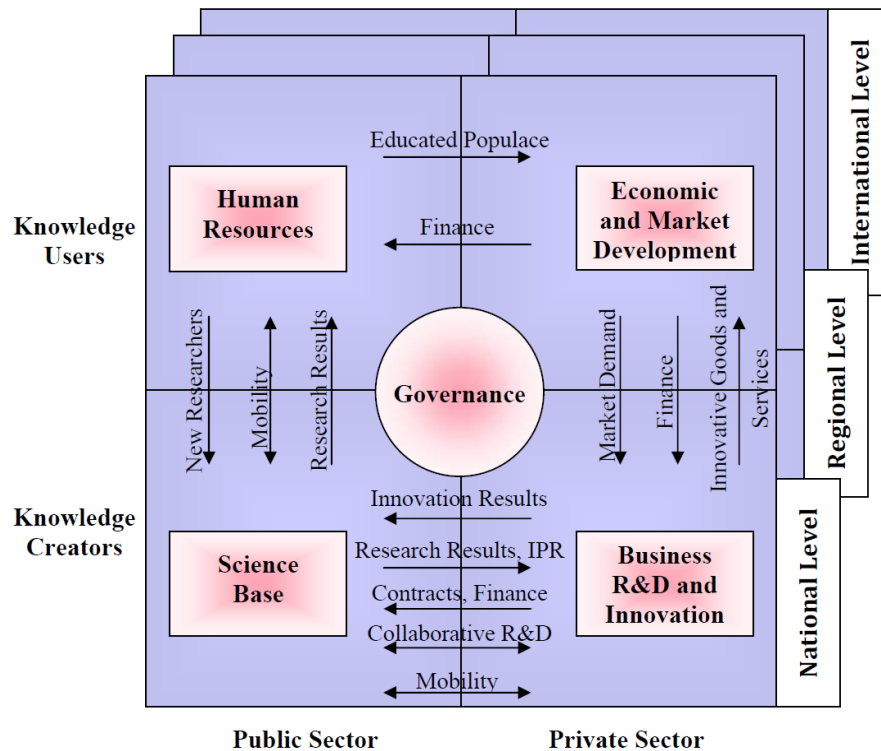 Educated Populace
Human
Resources
Economic
and Market
Development
Finance
Knowledge
Users
International Level
New Researchers
Mobility
Research Results
Governance
Market Demand
Finance
Innovative Goods and
Services
Regional Level
Knowledge
Creators
Innovation Results
Research Results, IPR
Contracts, Finance
Collaborative R&D
Mobility
Science
Base
Business
R&D and
Innovation
National Level
Public Sector
Private Sector